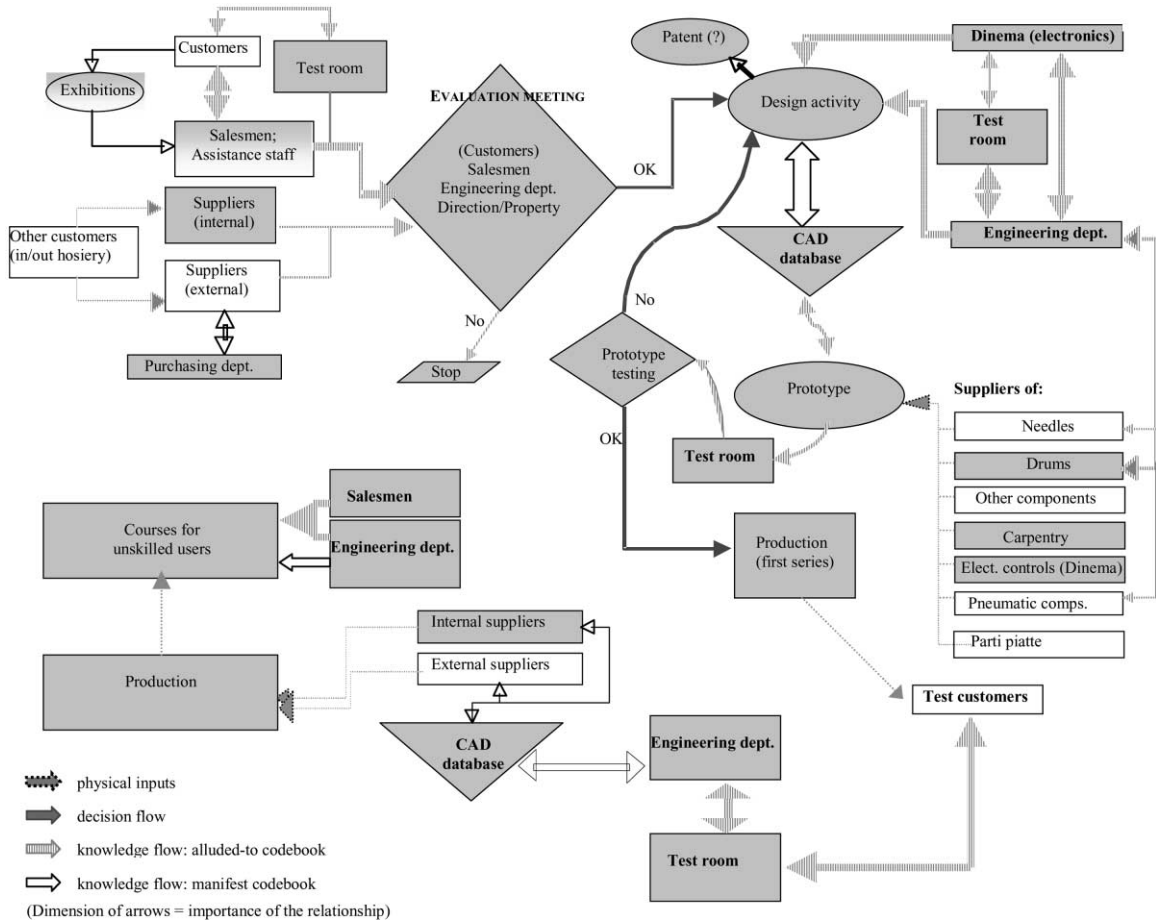 Customers
Test room
Exhibitions
Salesmen;
Assistance staff
Suppliers
(internal)
Other customers
(in/out hosiery)
Suppliers
(external)
Purchasing dept.
EVALUATION MEETING
(Customers)
Salesmen
Engineering dept.
Direction/Property
OK
No
Stop
Patent (?)
Design activity
Dinema (electronics)
Test
room
Engineering dept.
CAD
database
No
Prototype
testing
OK
Prototype
Test room
Suppliers of:
Needles
Drums
Other components
Carpentry
Elect. controls (Dinema)
Pneumatic comps.
Parti piatte
Production
(first series)
Test customers
Salesmen
Engineering dept.
Courses for
unskilled users
Production
Internal suppliers
External suppliers
CAD
database
Engineering dept.
Test room
physical inputs
decision flow
knowledge flow: alluded-to codebook
knowledge flow: manifest codebook
(Dimension of arrows = importance of the relationship)